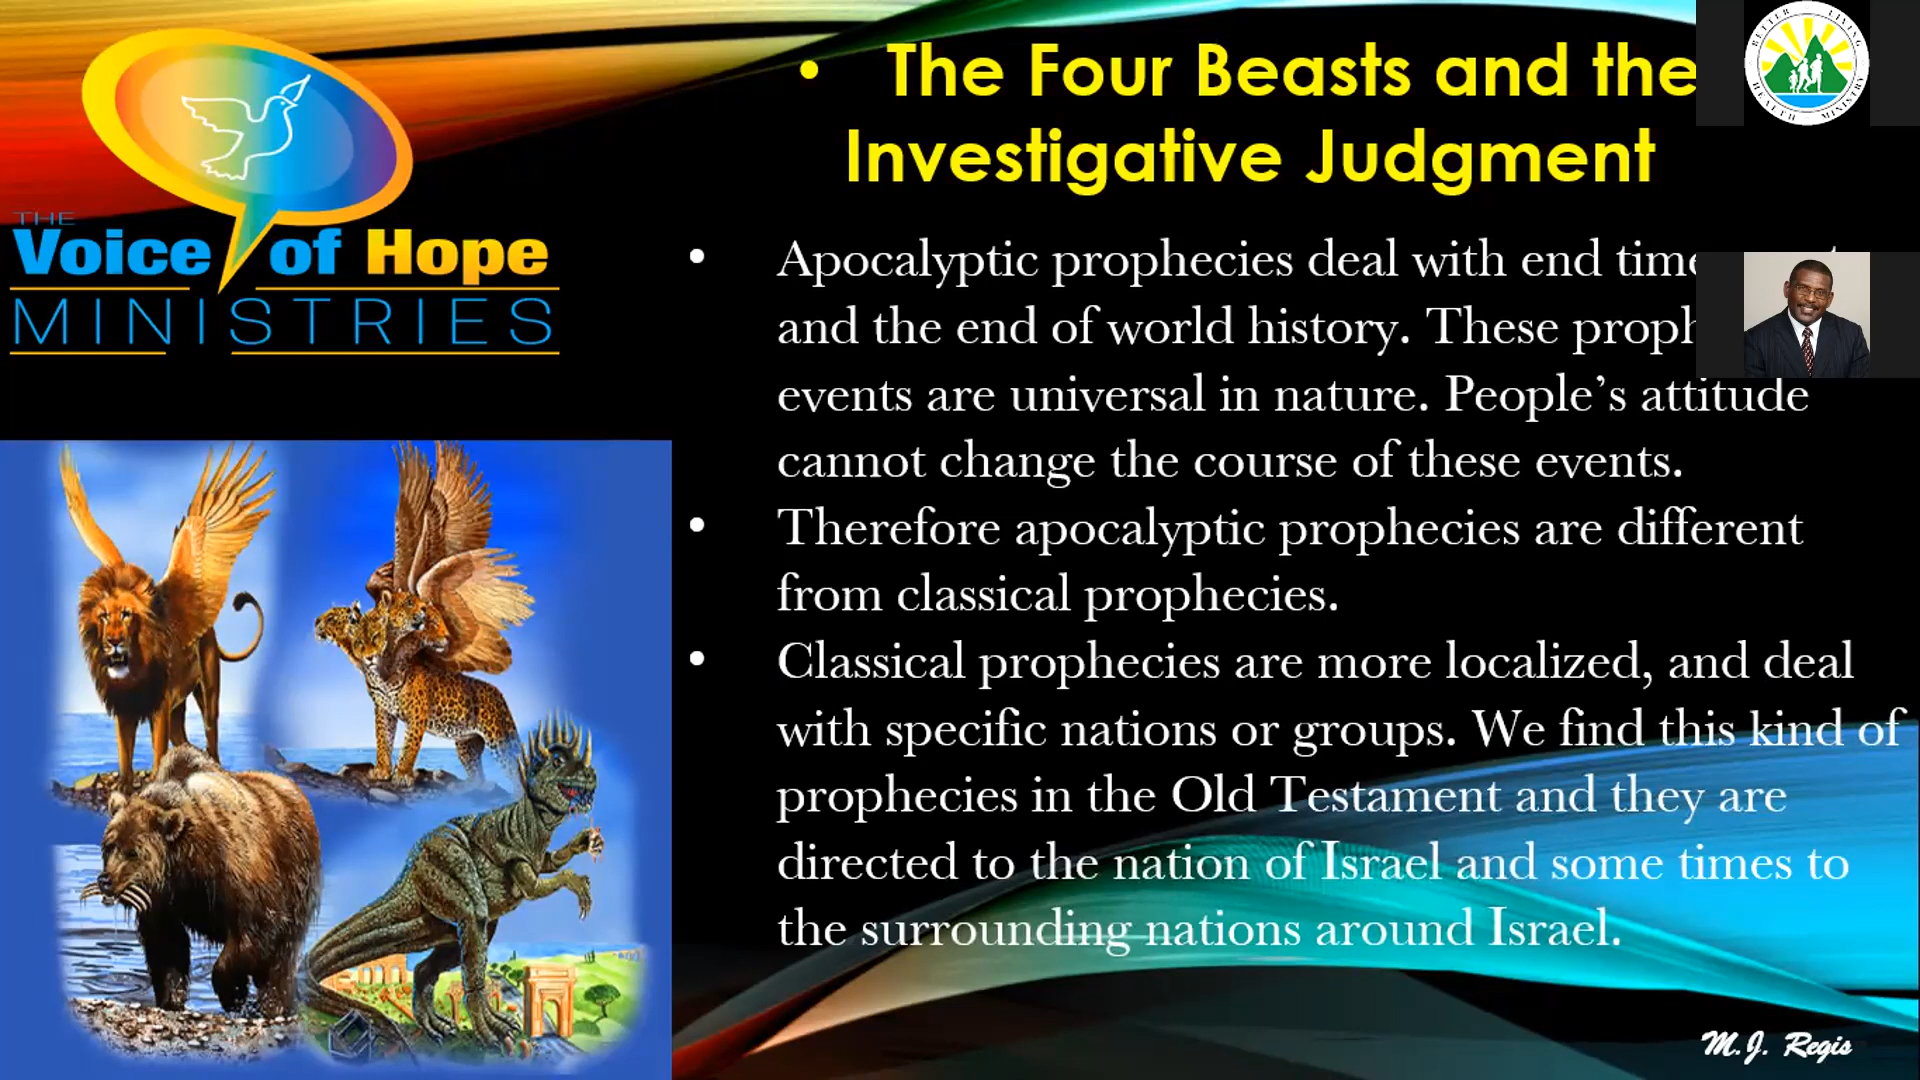 THE
Voice of Hope
MINISTRIES
• The Four Beasts and the
Investigative Judgment
BETTER LIVING
HEALTH MINISTRY
• Apocalyptic prophecies deal with end time
and the end of world history. These proph
events are universal in nature. People’s attitude
cannot change the course of these events.
• Therefore apocalyptic prophecies are different
from classical prophecies.
• Classical prophecies are more localized, and deal
with specific nations or groups. We find this kind of
prophecies in the Old Testament and they are
directed to the nation of Israel and some times to
the surrounding nations around Israel.
M.J. Regis